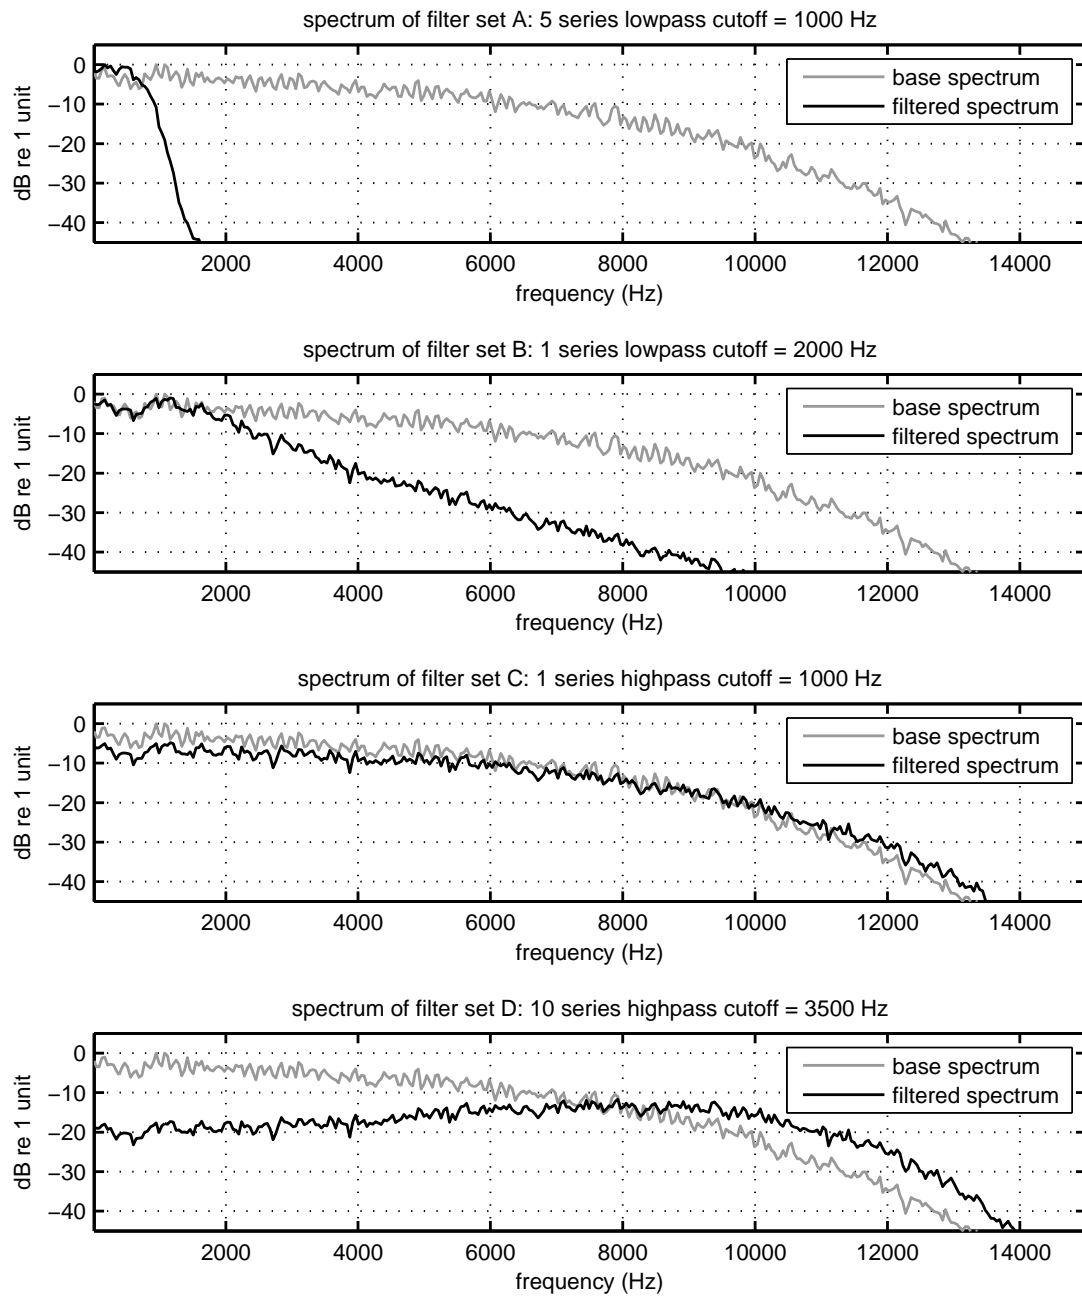 spectrum of filter set A: 5 series lowpass cutoff = 1000 Hz
0
−10
−20
−30
−40
dB re 1 unit
base spectrum
filtered spectrum
2000 4000 6000 8000 10000 12000 14000
frequency (Hz)
spectrum of filter set B: 1 series lowpass cutoff = 2000 Hz
0
−10
−20
−30
−40
dB re 1 unit
base spectrum
filtered spectrum
2000 4000 6000 8000 10000 12000 14000
frequency (Hz)
spectrum of filter set C: 1 series highpass cutoff = 1000 Hz
0
−10
−20
−30
−40
dB re 1 unit
base spectrum
filtered spectrum
2000 4000 6000 8000 10000 12000 14000
frequency (Hz)
spectrum of filter set D: 10 series highpass cutoff = 3500 Hz
0
−10
−20
−30
−40
dB re 1 unit
base spectrum
filtered spectrum
2000 4000 6000 8000 10000 12000 14000
frequency (Hz)